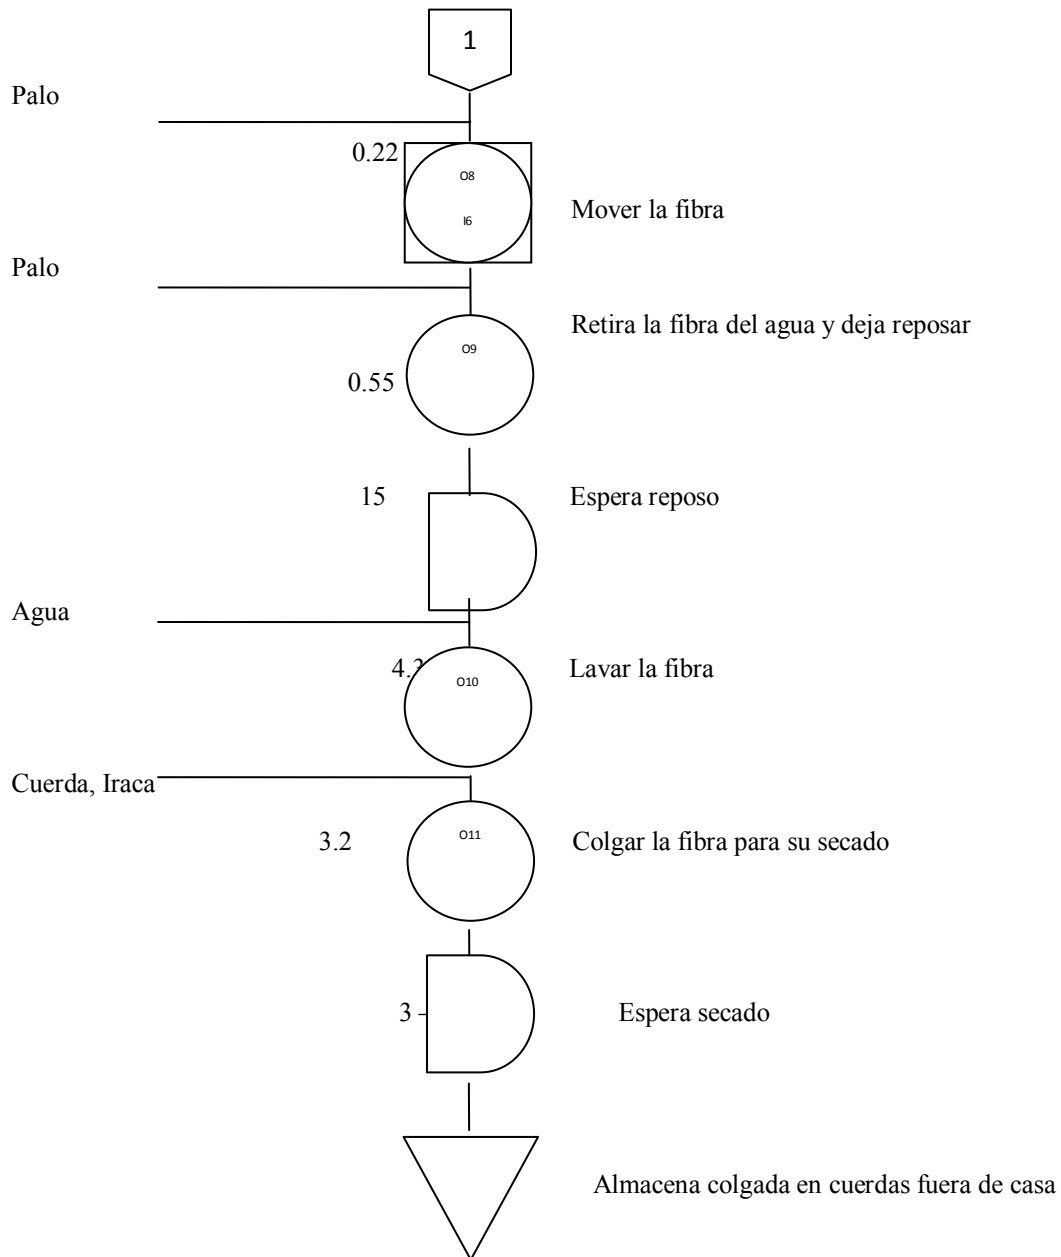 1
Palo
0.22
O8
I6
Mover la fibra
Palo
Retira la fibra del agua y deja reposar
O9
0.55
15
Espera reposo
Agua
Lavar la fibra
O10
Cuerda, Iraca
O11
3.2
Colgar la fibra para su secado
3 -
Espera secado
Almacena colgada en cuerdas fuera de casa